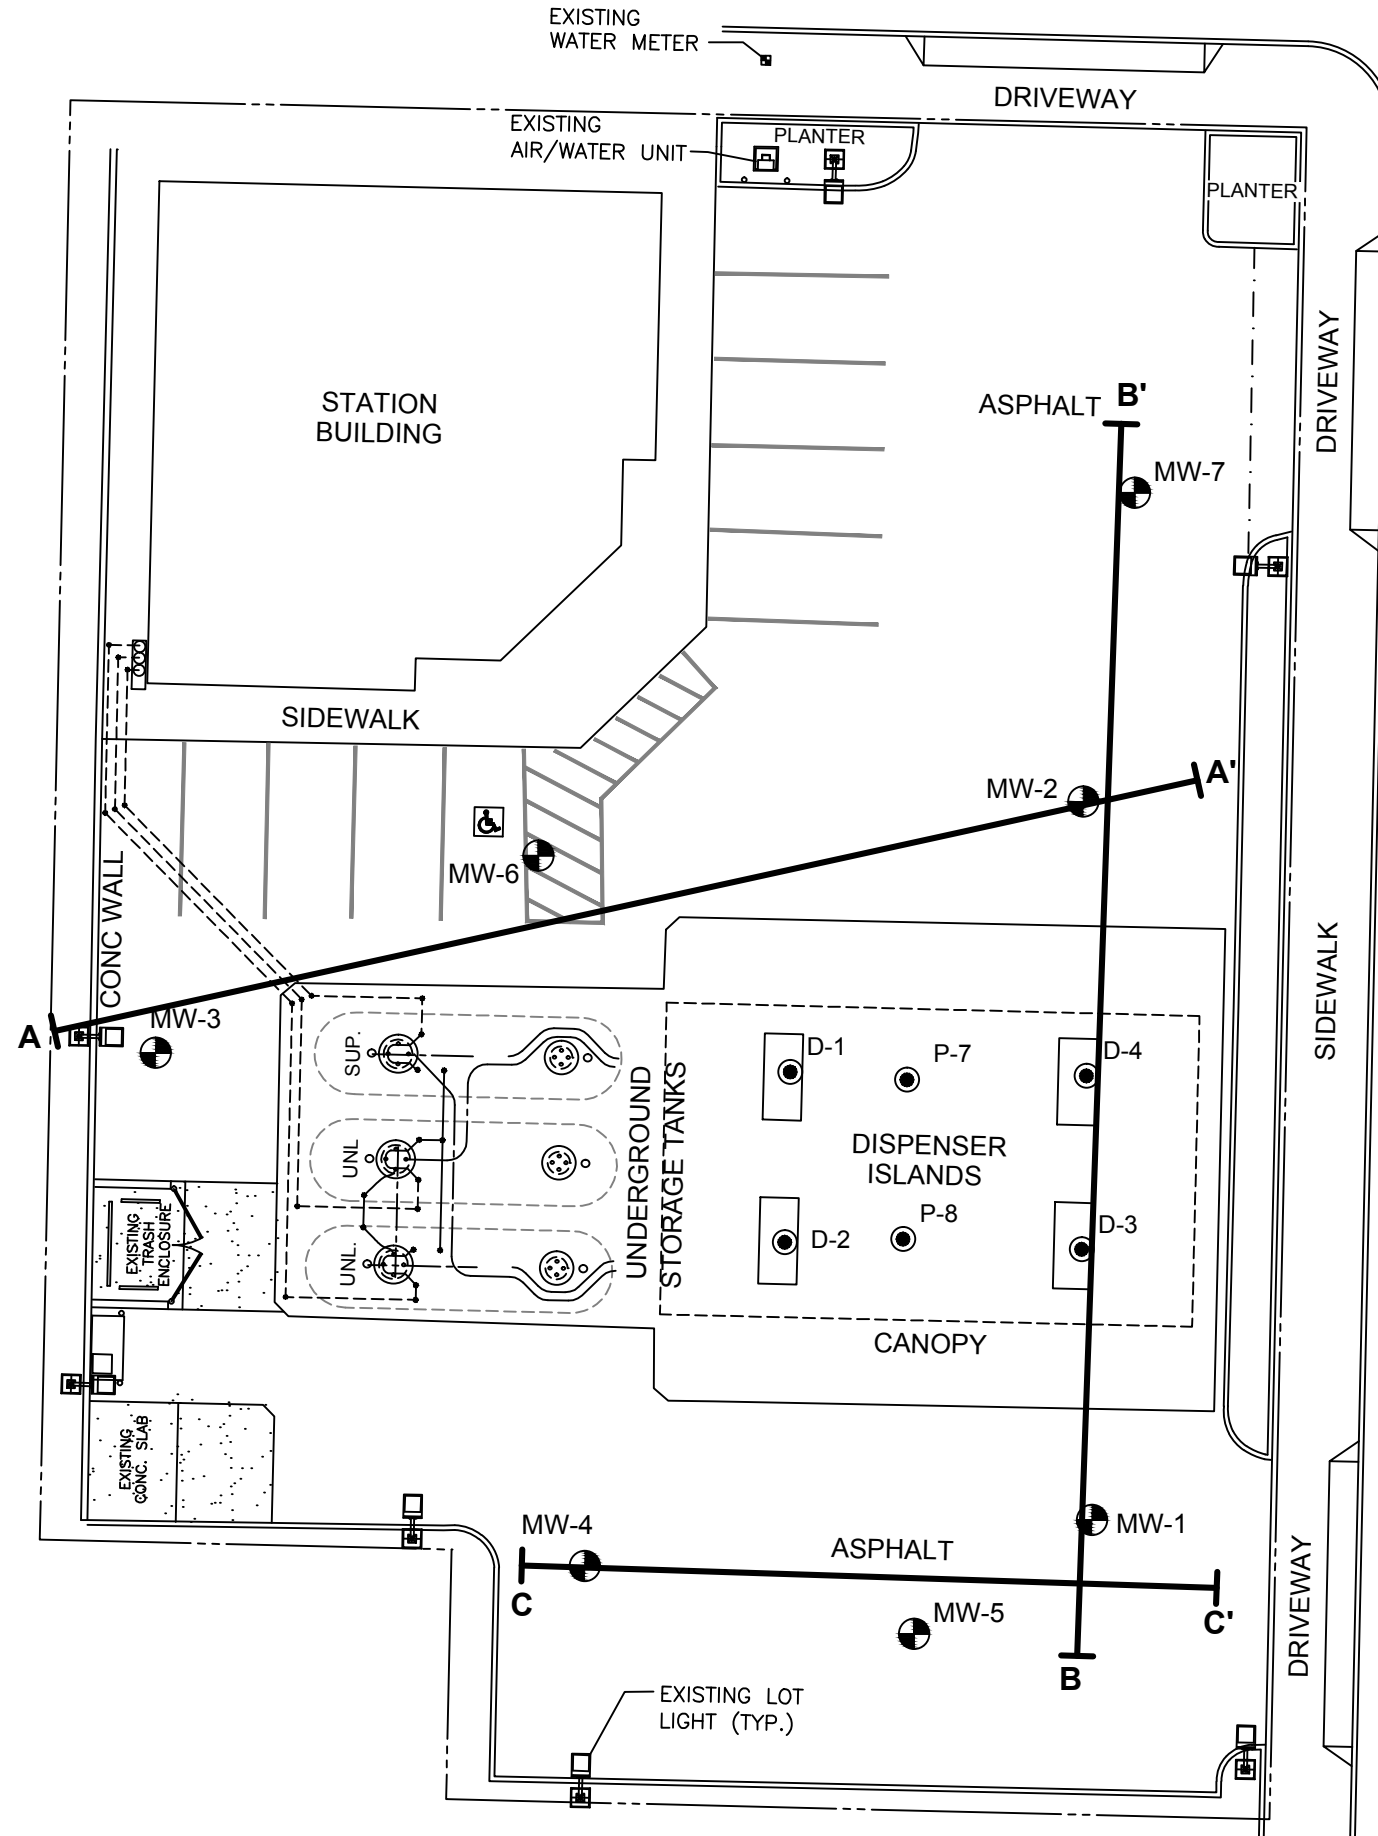 EXISTING
WATER METER
DRIVEWAY
EXISTING
AIR/WATER UNIT
PLANTER
PLANTER
DRIVEWAY
STATION
BUILDING
ASPHALT
B'
MW-7
SIDEWALK
A'
MW-2
MW-6
CONC WALL
SIDEWALK
A
MW-3
SUP.
UNL
UNL.
UNDERGROUND
STORAGE TANKS
D-1
P-7
D-4
DISPENSER
ISLANDS
D-2
P-8
D-3
CANOPY
EXISTING
TRASH
ENCLOSURE
EXISTING
CONC. SLAB
MW-4
ASPHALT
MW-1
C
MW-5
C'
B
DRIVEWAY
EXISTING LOT
LIGHT (TYP.)